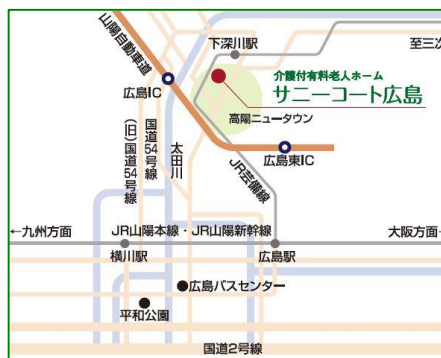 山陽自動車道
下深川駅
至三次
介護付有料老人ホーム
サニーコート広島
広島IC
高陽ニュータウン
国道54号線
(旧)国道54号線
太田川
広島東IC
JR芸備線
←九州方面
JR山陽本線・JR山陽新幹線
大阪方面
横川駅
広島駅
広島バスセンター
平和公園
国道2号線